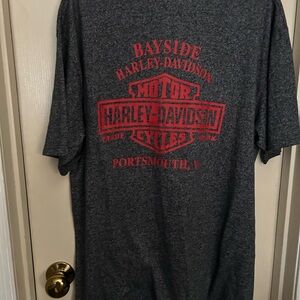 BAYSIDE
HARLEY-DAVIDSON
MOTOR
HARLEY-DAVIDSON
CYCLES
PORTSMOUTH, V